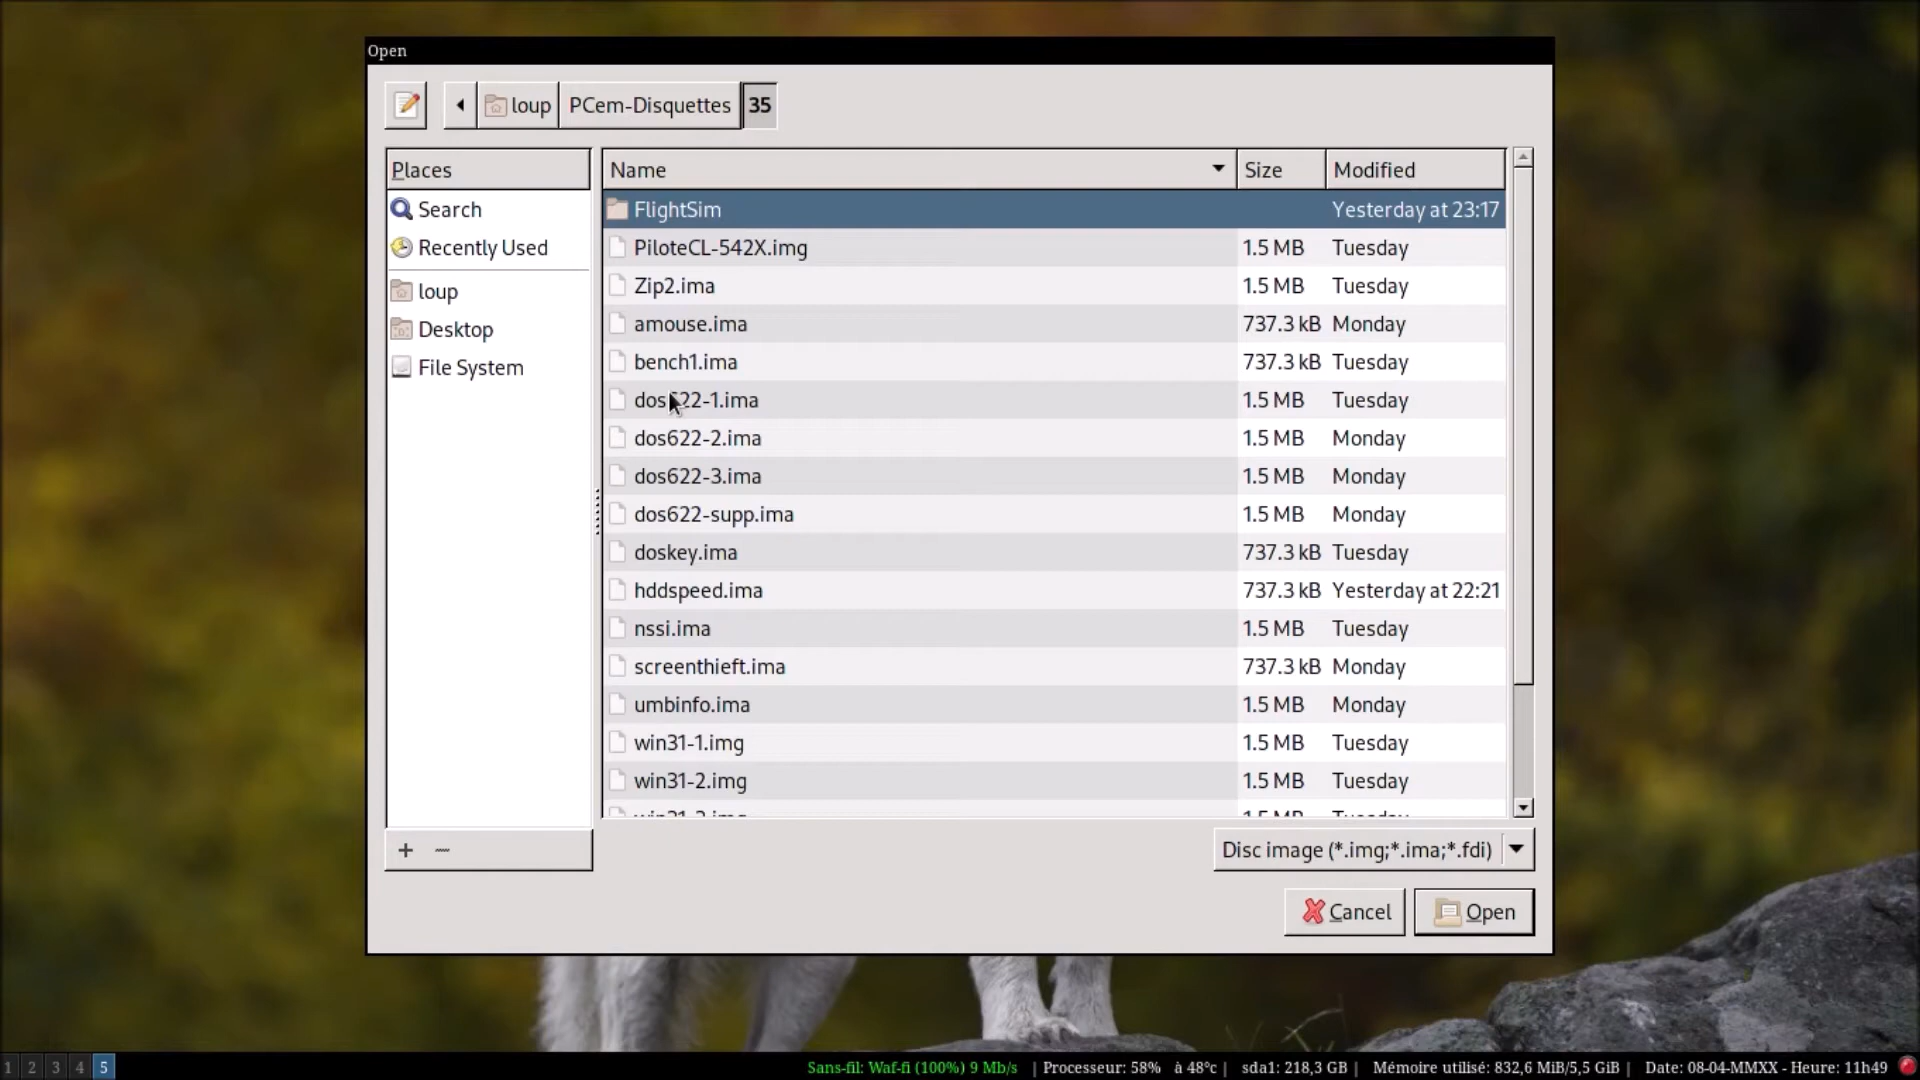 Open
loup PCem-Disquettes 35
Places
Search
Recently Used
loup
Desktop
File System
Name Size Modified
FlightSim Yesterday at 23:17
PiloteCL-542X.img 1.5 MB Tuesday
Zip2.ima 1.5 MB Tuesday
amouse.ima 737.3 kB Monday
bench1.ima 737.3 kB Tuesday
dos622-1.ima 1.5 MB Tuesday
dos622-2.ima 1.5 MB Monday
dos622-3.ima 1.5 MB Monday
dos622-supp.ima 1.5 MB Monday
doskey.ima 737.3 kB Tuesday
hddspeed.ima 737.3 kB Yesterday at 22:21
nssi.ima 1.5 MB Tuesday
screenthieft.ima 737.3 kB Monday
umbinfo.ima 1.5 MB Monday
win31-1.img 1.5 MB Tuesday
win31-2.img 1.5 MB Tuesday
Disc image (*.img;*.ima;*.fdi)
Cancel Open
1 2 3 4 5 Sans-fil: Waf-fi (100%) 9 Mb/s | Processeur: 58% à 48°c | sda1: 218,3 GB | Mémoire utilisé: 832,6 MiB/5,5 GiB | Date: 08-04-MMXX - Heure: 11h49